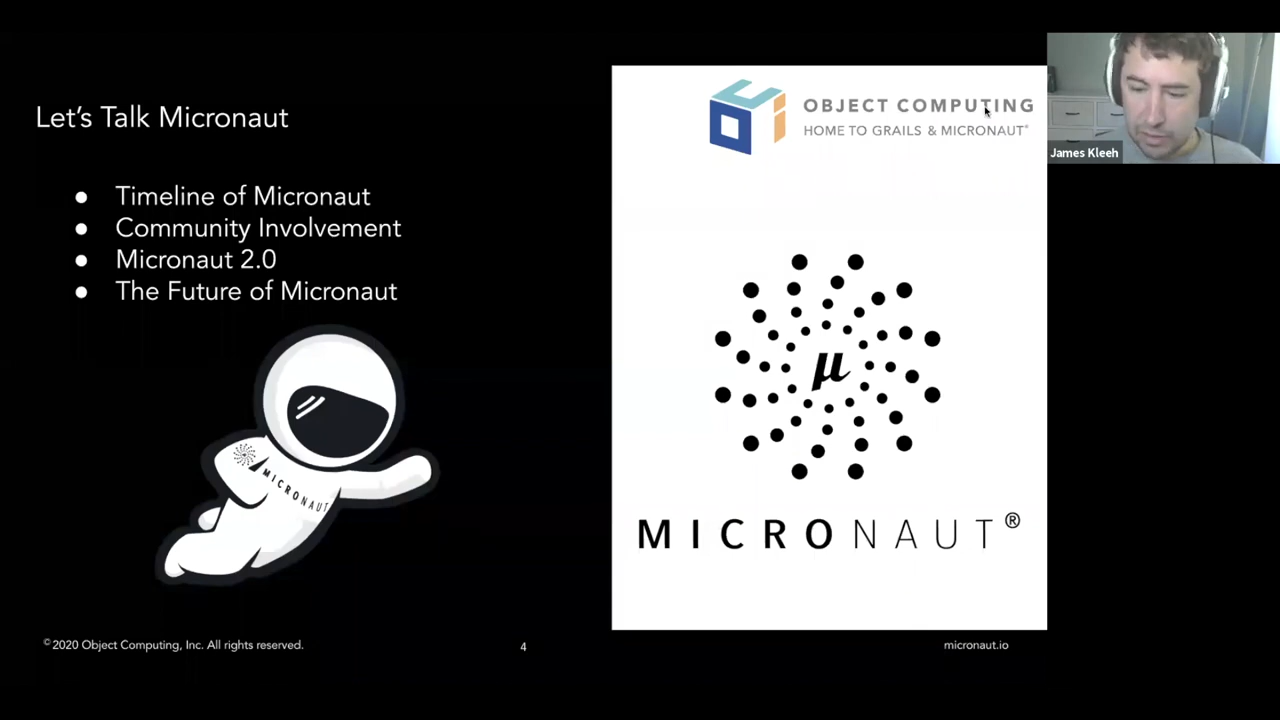 Let's Talk Micronaut
● Timeline of Micronaut
● Community Involvement
● Micronaut 2.0
● The Future of Micronaut
MICRONAUT
OBJECT COMPUTING
HOME TO GRAILS & MICRONAUT®
µ
MICRONAUT®
James Kleeh
©2020 Object Computing, Inc. All rights reserved.
4
micronaut.io